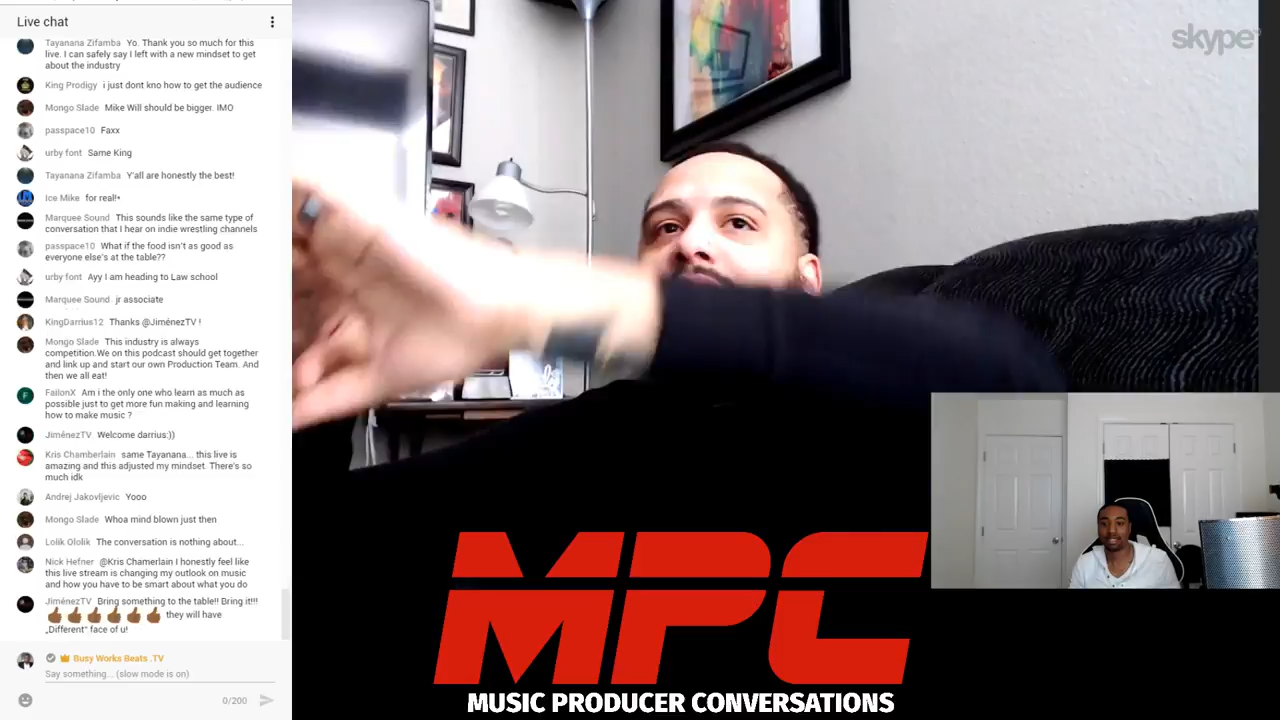 Live chat
Tayanana Zifamba Yo. Thank you so much for this
live. I can safely say I left with a new mindset to get
about the industry
King Prodigy i just dont kno how to get the audience
Mongo Slade Mike Will should be bigger. IMO
passpace10 Faxx
urby font Same King
Tayanana Zifamba Y'all are honestly the best!
Ice Mike for real!*
Marquee Sound This sounds like the same type of
conversation that I hear on indie wrestling channels
passpace10 What if the food isn't as good as
everyone else's at the table??
urby font Ayy I am heading to Law school
Marquee Sound jr associate
KingDarrius12 Thanks @JiménezTV !
Mongo Slade This industry is always
competition.We on this podcast should get together
and link up and start our own Production Team. And
then we all eat!
F
FailonX Am i the only one who learn as much as
possible just to get more fun making and learning
how to make music ?
JiménezTV Welcome darrius:))
Kris Chamberlain same Tayanana... this live is
amazing and this adjusted my mindset. There's so
much idk
Andrej Jakovljevic Yooo
Mongo Slade Whoa mind blown just then
Lolik Ololik The conversation is nothing about...
Nick Hefner @Kris Chamerlain I honestly feel like
this live stream is changing my outlook on music
and how you have to be smart about what you do
JiménezTV Bring something to the table!! Bring it!!!
👍🏾👍🏾👍🏾👍🏾👍🏾👍🏾 they will have
„Different" face of u!
Busy Works Beats .TV
Say something... (slow mode is on)
0/200
skype™
MPC
MUSIC PRODUCER CONVERSATIONS